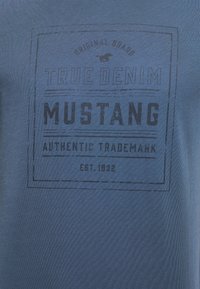 ORIGINAL BRAND
TRUE DENIM
MUSTANG
AUTHENTIC TRADEMARK
EST. 1932